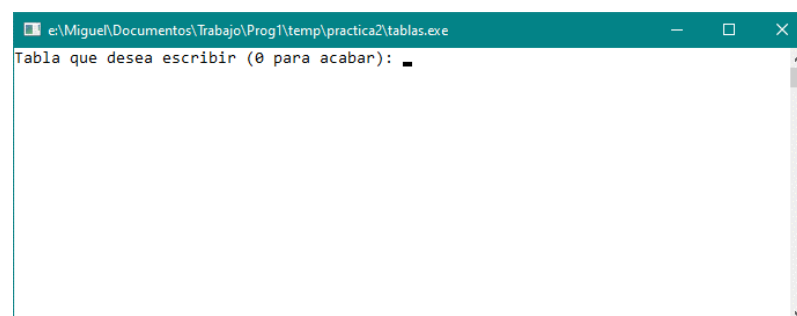 e:\Miguel\Documentos\Trabajo\Prog1\temp\practica2\tablas.exe
Tabla que desea escribir (0 para acabar):